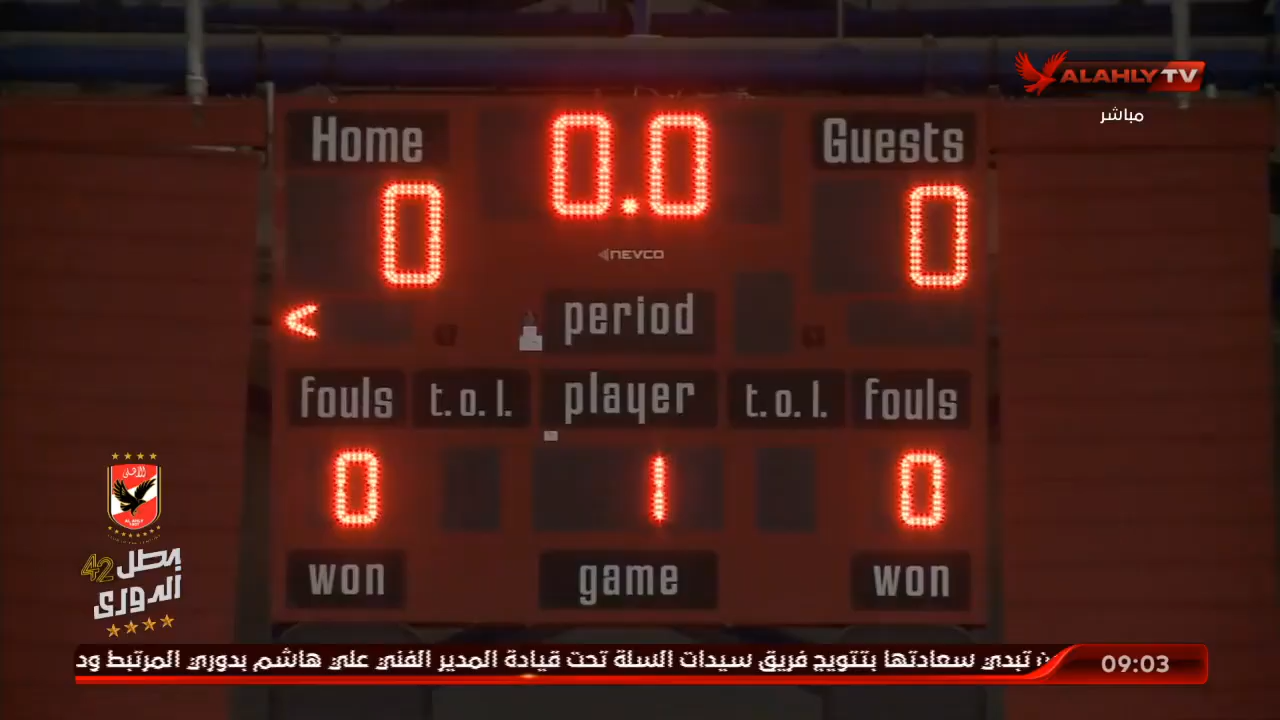 ALAHLY TV
مباشر
Home
0.0
Guests
0
0
NEVCO
<
period
fouls
t.o.l.
player
t.o.l.
fouls
0
1
0
won
game
won
42 بطل
الدورى
تبدي سعادتها بتتويج فريق سيدات السلة تحت قيادة المدير الفني علي هاشم بدوري المرتبط ود
09:03